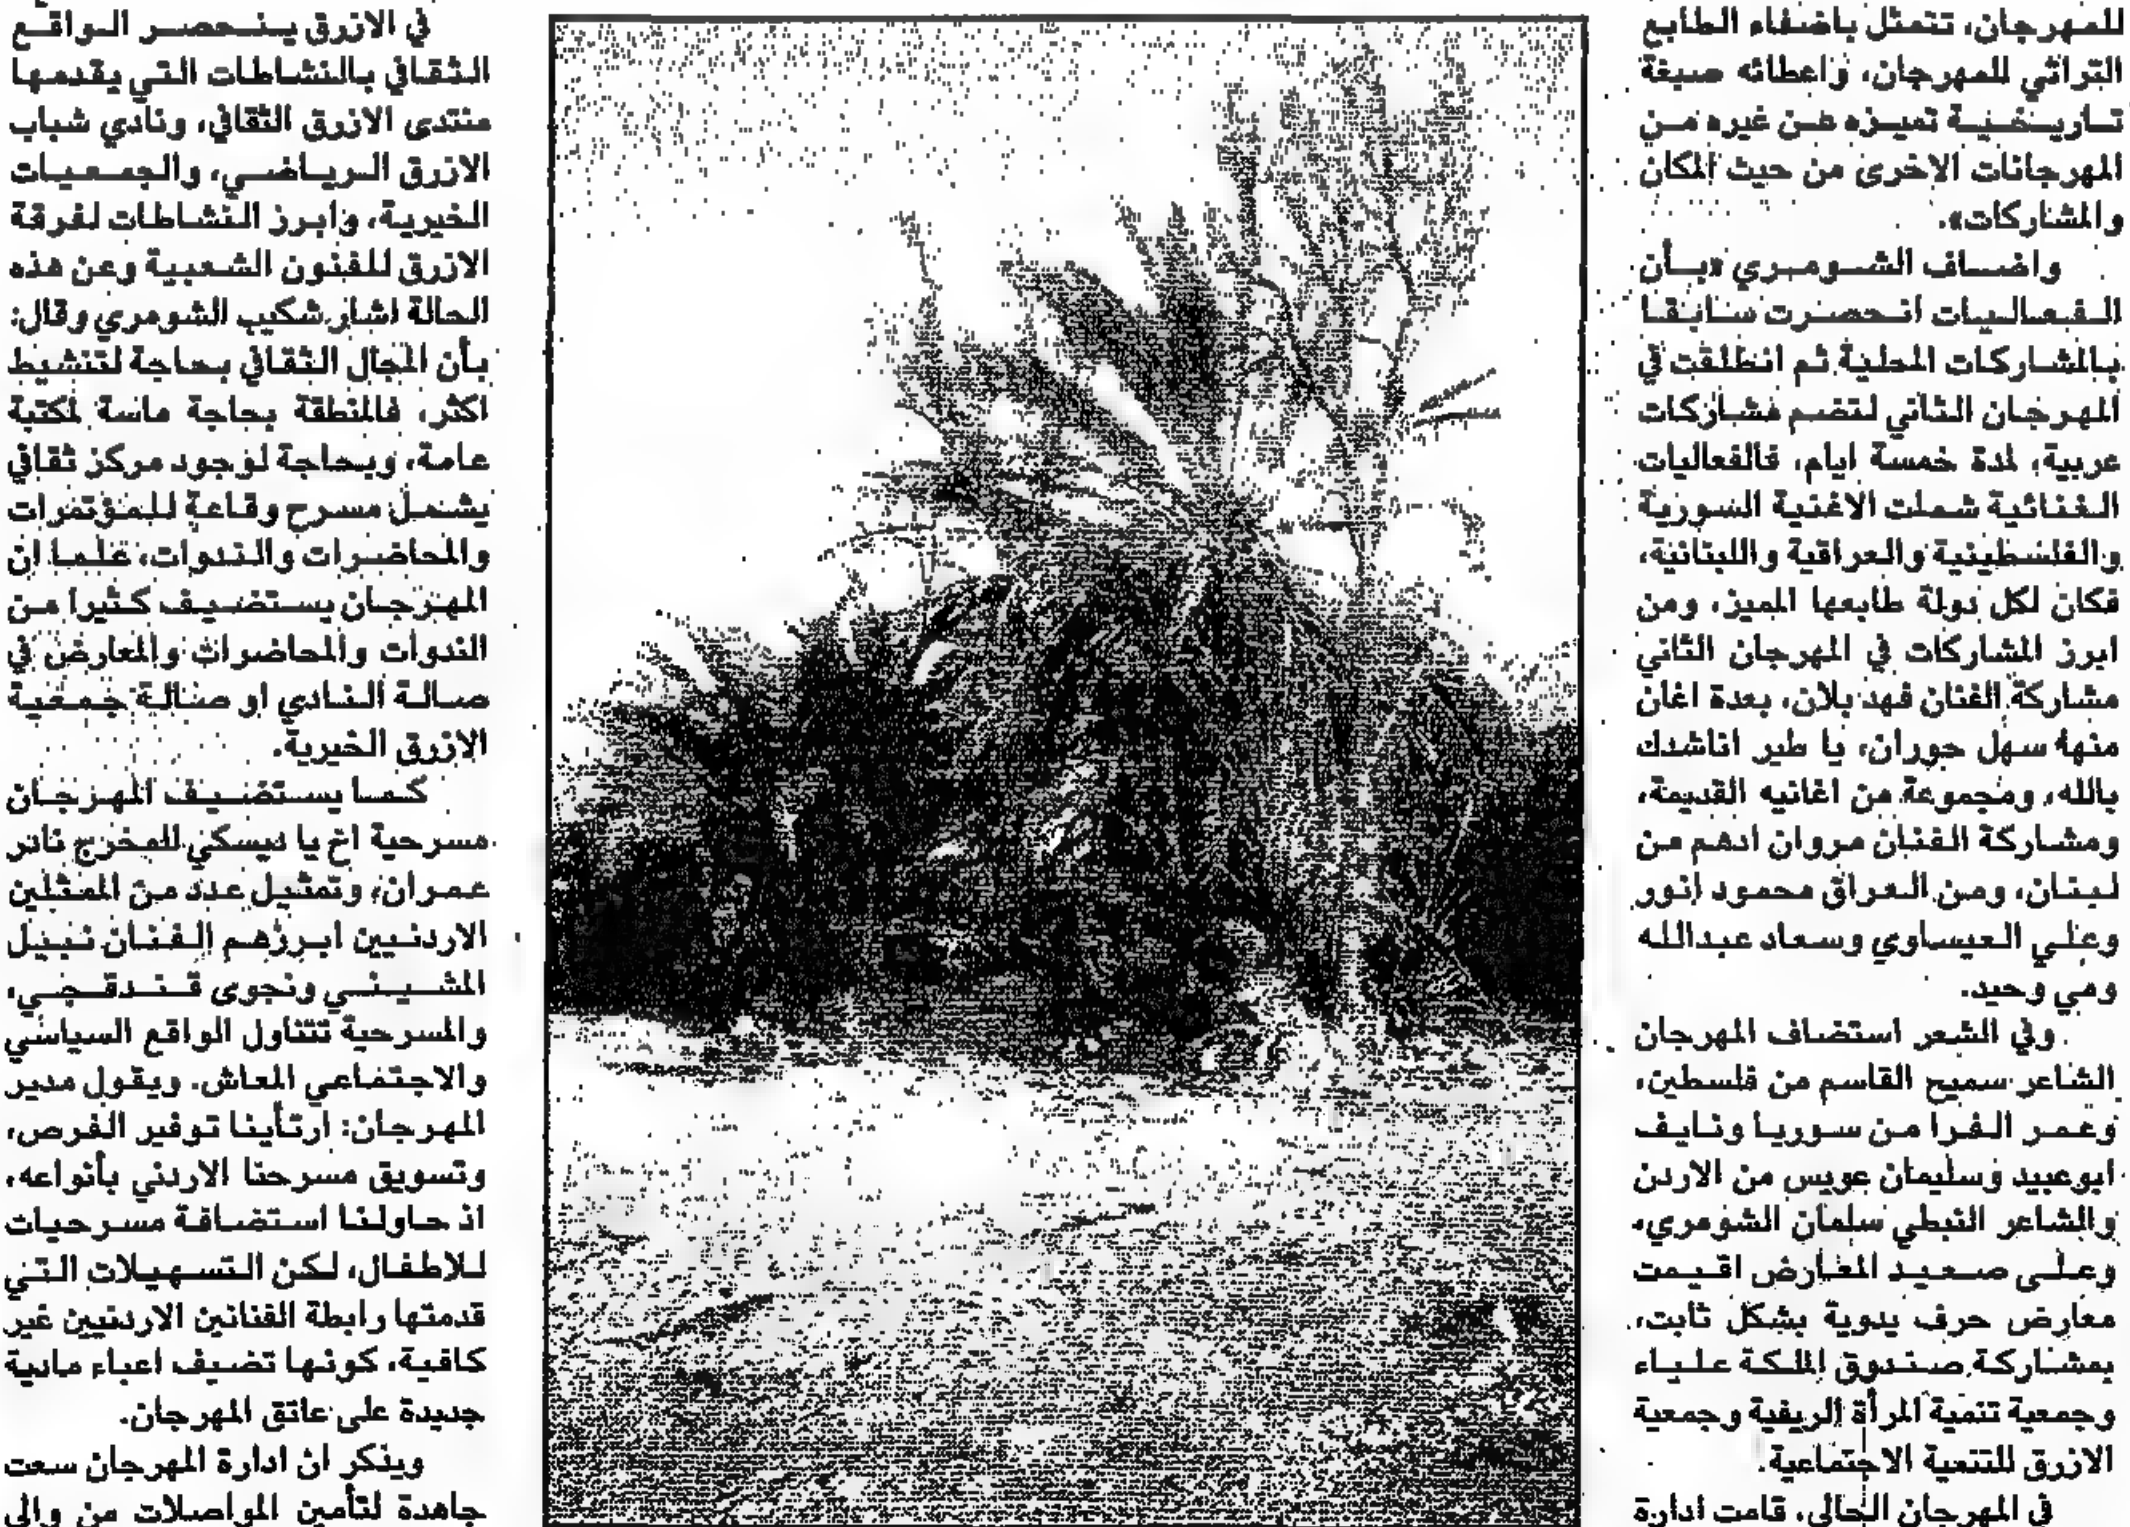 للمهرجان، تتمثل باضفاء الطابع
التراثي للمهرجان، واعطائه صبغة
تاريخية تميزه عن غيره من
المهرجانات الاخرى من حيث المكان
والمشاركات».
واضاف الشومري «بأن
الفعاليات انحصرت سابقا
بالمشاركات المحلية ثم انطلقت في
المهرجان الثاني لتضم مشاركات
عربية، لمدة خمسة ايام، فالفعاليات
الغنائية شملت الاغنية السورية
والفلسطينية والعراقية واللبنانية،
فكان لكل دولة طابعها المميز، ومن
ابرز المشاركات في المهرجان الثاني
مشاركة الفنان فهد بلان، بعدة اغان
منها سهل حوران، يا طير اناشدك
بالله، ومجموعة من اغانيه القديمة،
ومشاركة الفنان مروان ادهم من
لبنان، ومن العراق محمود انور
وعلي العيساوي وسعاد عبدالله
ومي وحيد.
وفي الشعر استضاف المهرجان
الشاعر سميح القاسم من فلسطين،
وعمر الفرا من سوريا ونايف
ابوعبيد وسليمان عويس من الاردن
والشاعر النبطي سلمان الشومري،
وعلى صعيد المعارض اقيمت
معارض حرف يدوية بشكل ثابت،
بمشاركة صندوق الملكة علياء
وجمعية تنمية المرأة الريفية وجمعية
الازرق للتنمية الاجتماعية.
في المهرجان الحالي، قامت ادارة
في الازرق ينحصر الواقع
الثقافي بالنشاطات التي يقدمها
منتدى الازرق الثقافي، ونادي شباب
الازرق الرياضي، والجمعيات
الخيرية، وابرز النشاطات لفرقة
الازرق للفنون الشعبية وعن هذه
الحالة اشار شكيب الشومري وقال:
بأن المجال الثقافي بحاجة لتنشيط
اكثر، فالمنطقة بحاجة ماسة لمكتبة
عامة، وبحاجة لوجود مركز ثقافي
يشمل مسرح وقاعة للمؤتمرات
والمحاضرات والندوات، علما ان
المهرجان يستضيف كثيرا من
الندوات والمحاضرات والمعارض في
صالة النادي او صالة جمعية
الازرق الخيرية.
كما يستضيف المهرجان
مسرحية اخ يا ديسكي للمخرج نادر
عمران، وتمثيل عدد من الممثلين
الاردنيين ابرزهم الفنان نبيل
المشيني ونجوى قندقجي،
والمسرحية تتناول الواقع السياسي
والاجتماعي المعاش. ويقول مدير
المهرجان: ارتأينا توفير الفرص،
وتسويق مسرحنا الاردني بأنواعه،
اذ حاولنا استضافة مسرحيات
للاطفال، لكن التسهيلات التي
قدمتها رابطة الفنانين الاردنيين غير
كافية، كونها تضيف اعباء مادية
جديدة على عاتق المهرجان.
ويذكر ان ادارة المهرجان سعت
جاهدة لتأمين المواصلات من والى